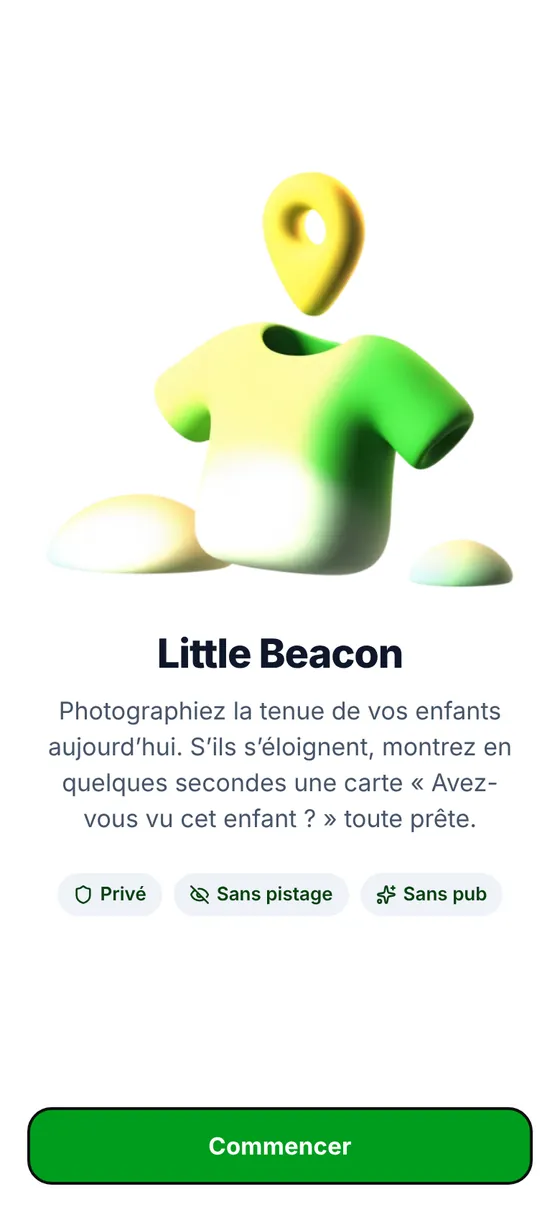 Little Beacon
Photographiez la tenue de vos enfants
aujourd’hui. S’ils s’éloignent, montrez en
quelques secondes une carte « Avez-
vous vu cet enfant ? » toute prête.
Privé
Sans pistage
Sans pub
Commencer